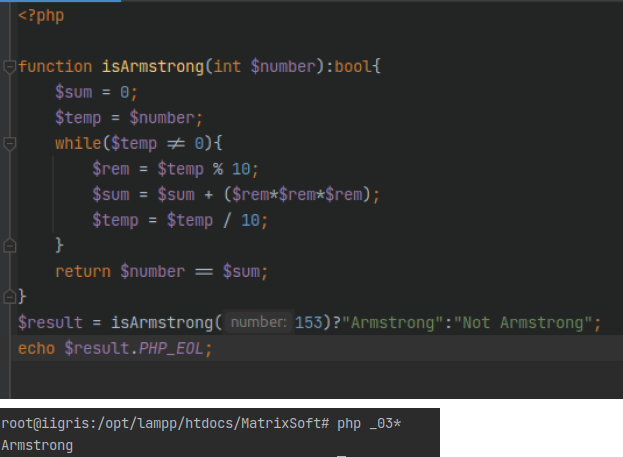 <?php
function isArmstrong(int $number):bool{
$sum = 0;
$temp = $number;
while($temp ≠ 0){
$rem = $temp % 10;
$sum = $sum + ($rem*$rem*$rem);
$temp = $temp / 10;
}
return $number == $sum;
}
$result = isArmstrong( number: 153)?"Armstrong":"Not Armstrong";
echo $result.PHP_EOL;
root@iigris:/opt/lampp/htdocs/MatrixSoft# php _03*
Armstrong